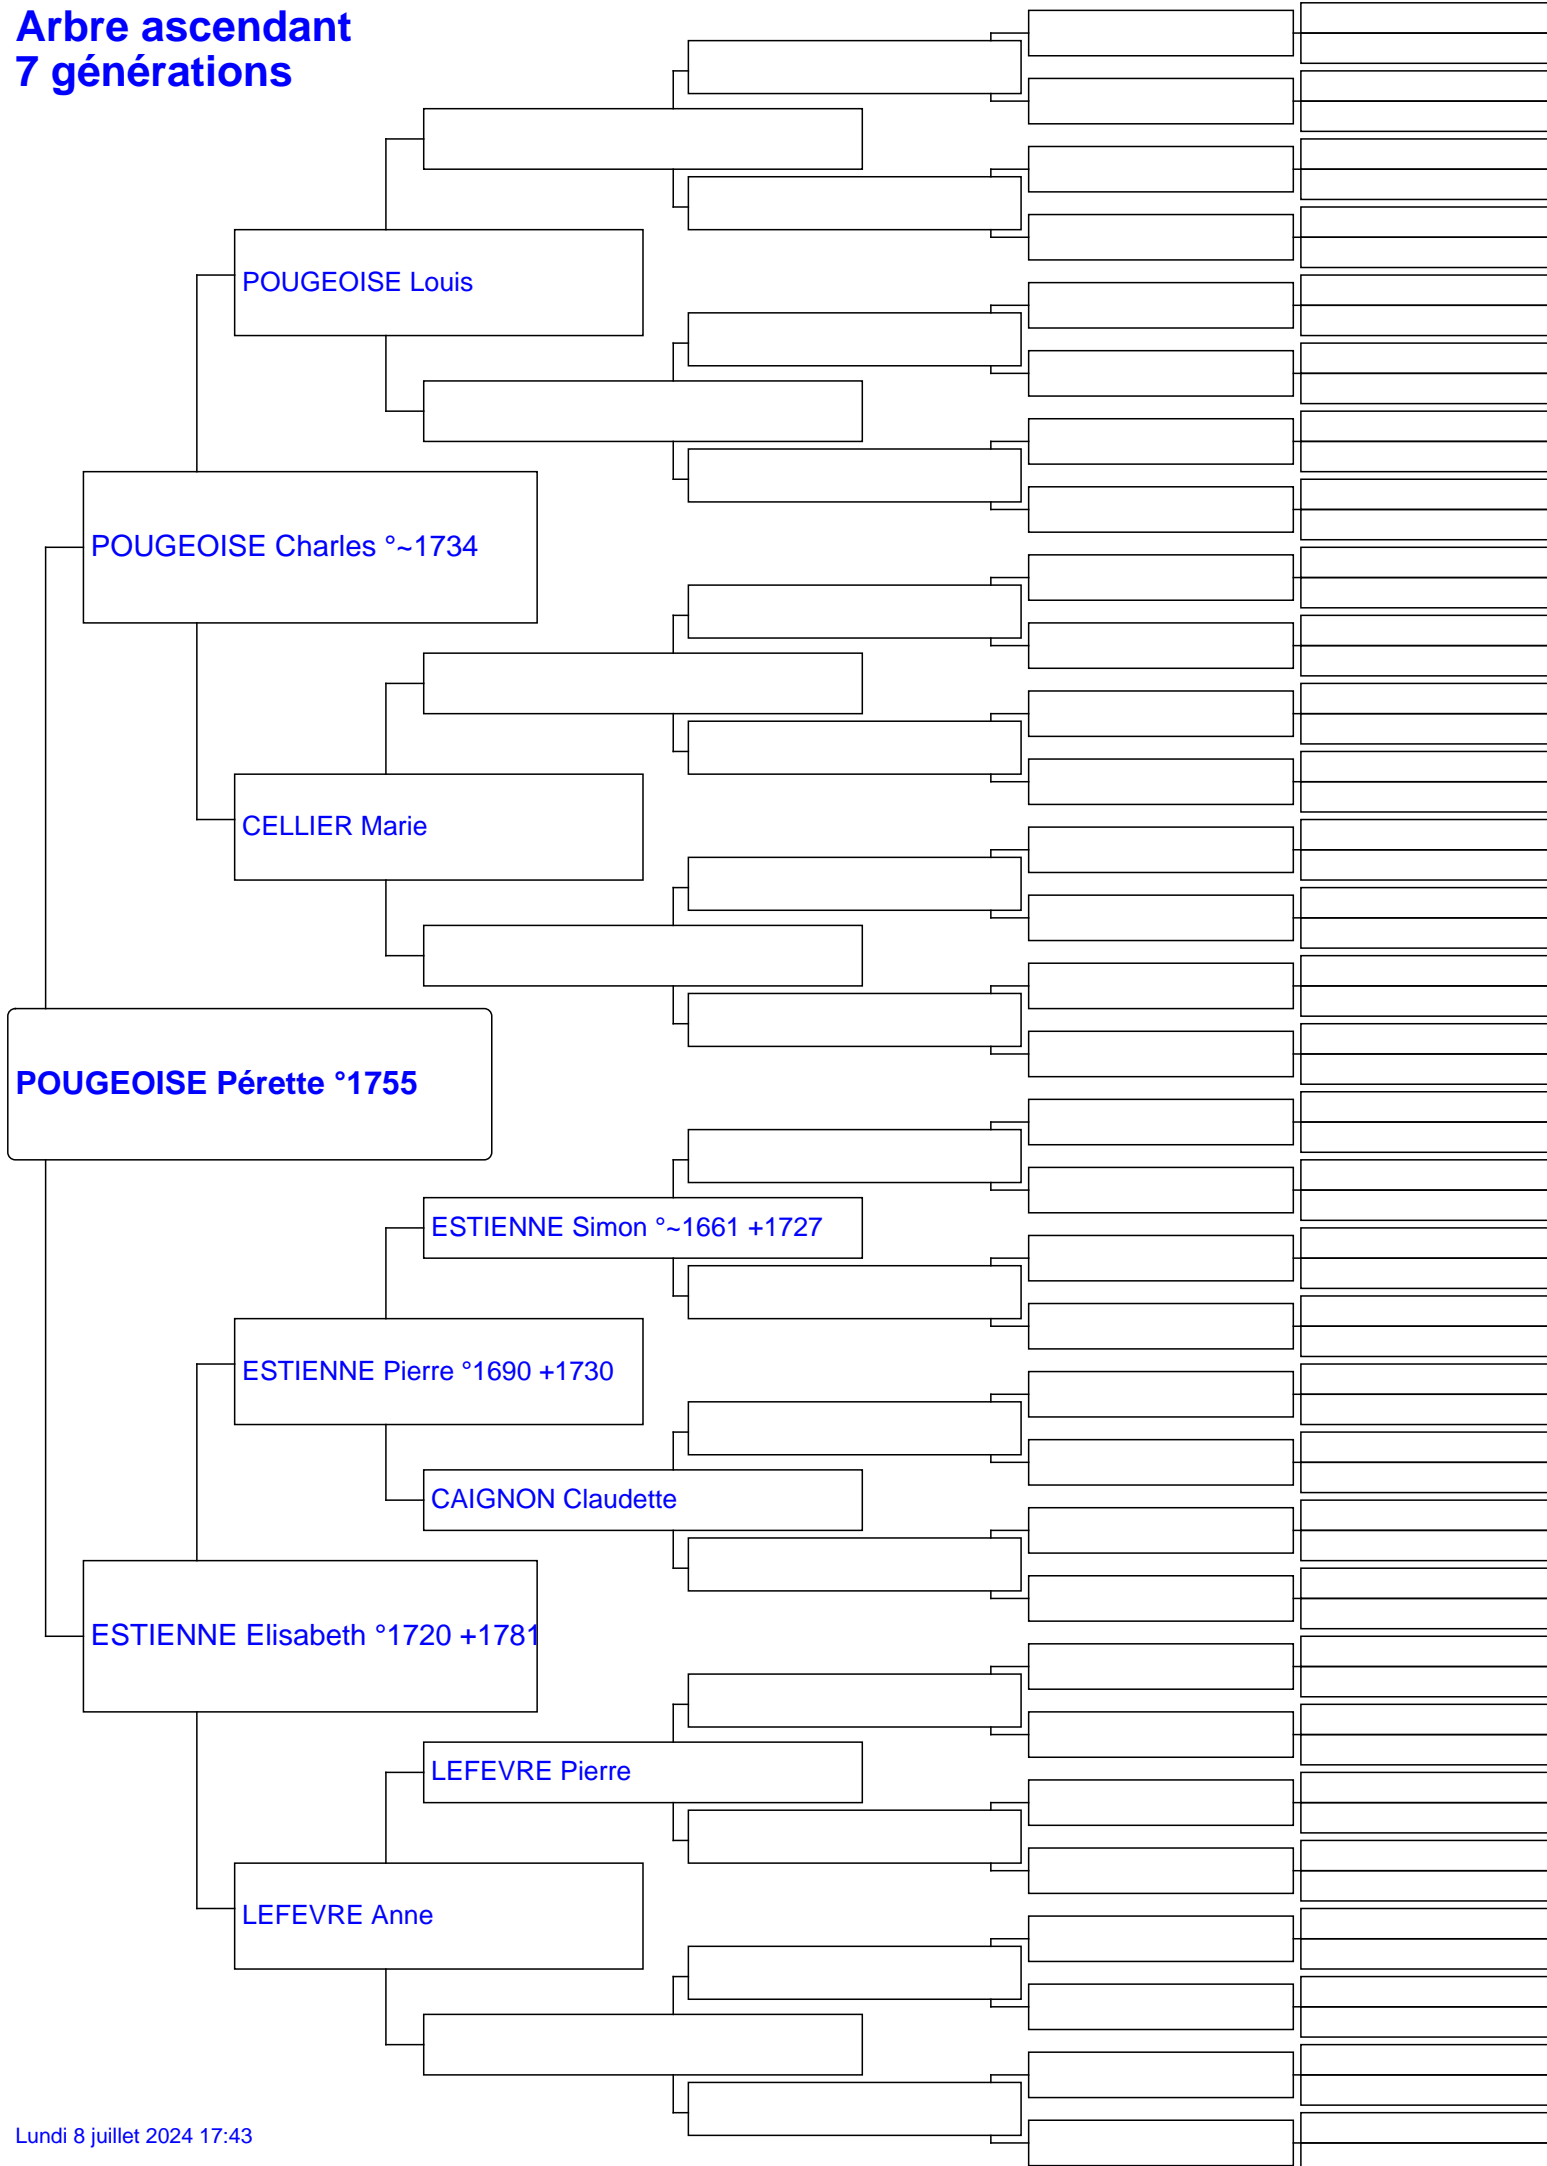 Arbre ascendant
7 générations
POUGEOISE Louis
POUGEOISE Charles °~1734
CELLIER Marie
POUGEOISE Pérette °1755
ESTIENNE Simon °~1661 +1727
ESTIENNE Pierre °1690 +1730
CAIGNON Claudette
ESTIENNE Elisabeth °1720 +1781
LEFEVRE Pierre
LEFEVRE Anne
Lundi 8 juillet 2024 17:43